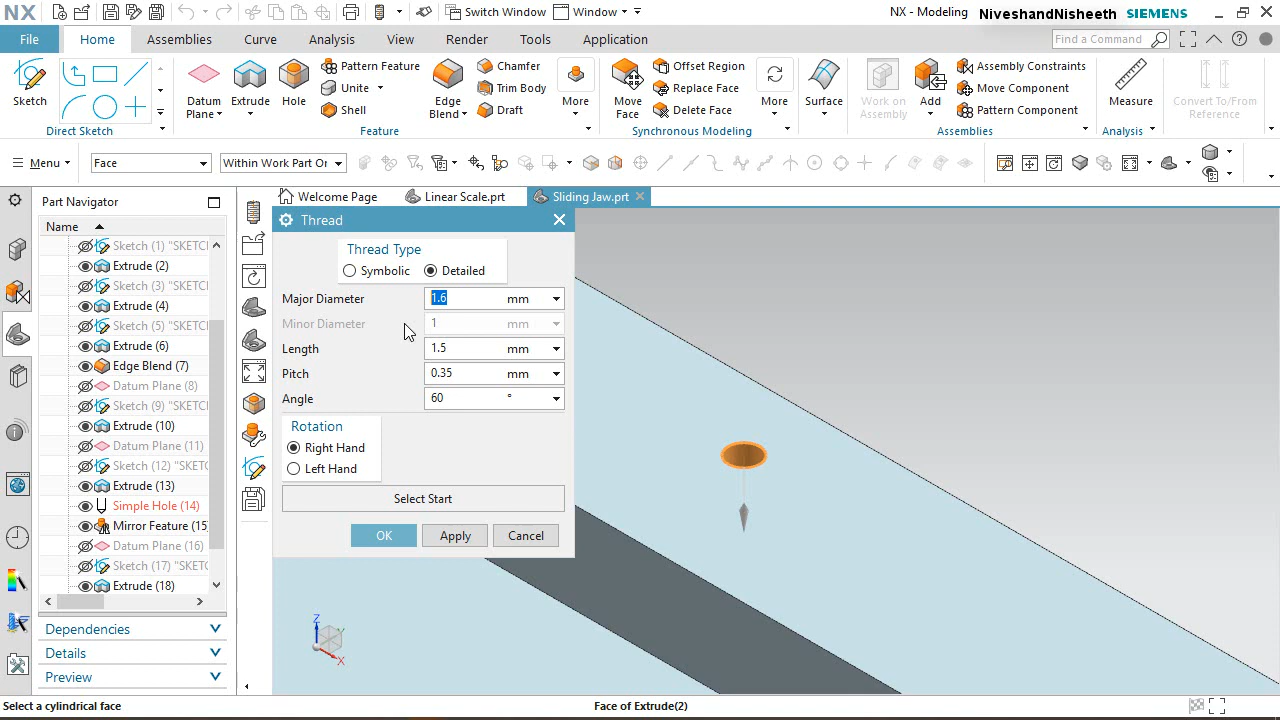 NX
Switch Window
Window
NX - Modeling
NiveshandNisheeth
SIEMENS
File
Home
Assemblies
Curve
Analysis
View
Render
Tools
Application
Find a Command
Sketch
Direct Sketch
Datum Plane
Extrude
Hole
Pattern Feature
Unite
Shell
Edge Blend
Chamfer
Trim Body
Draft
More
Feature
Move Face
Offset Region
Replace Face
Delete Face
More
Synchronous Modeling
Surface
Work on Assembly
Add
Assembly Constraints
Move Component
Pattern Component
Assemblies
Measure
Analysis
Convert To/From Reference
Menu
Face
Within Work Part Or
Part Navigator
Welcome Page
Linear Scale.prt
Sliding Jaw.prt
Name
Sketch (1) "SKETC
Extrude (2)
Sketch (3) "SKETC
Extrude (4)
Sketch (5) "SKETC
Extrude (6)
Edge Blend (7)
Datum Plane (8)
Sketch (9) "SKETC
Extrude (10)
Datum Plane (11)
Sketch (12) "SKETC
Extrude (13)
Simple Hole (14)
Mirror Feature (15)
Datum Plane (16)
Sketch (17) "SKETC
Extrude (18)
Dependencies
Details
Preview
Thread
Thread Type
Symbolic
Detailed
Major Diameter 1.6 mm
Minor Diameter 1 mm
Length 1.5 mm
Pitch 0.35 mm
Angle 60 °
Rotation
Right Hand
Left Hand
Select Start
OK
Apply
Cancel
Z
Y
X
Select a cylindrical face
Face of Extrude(2)